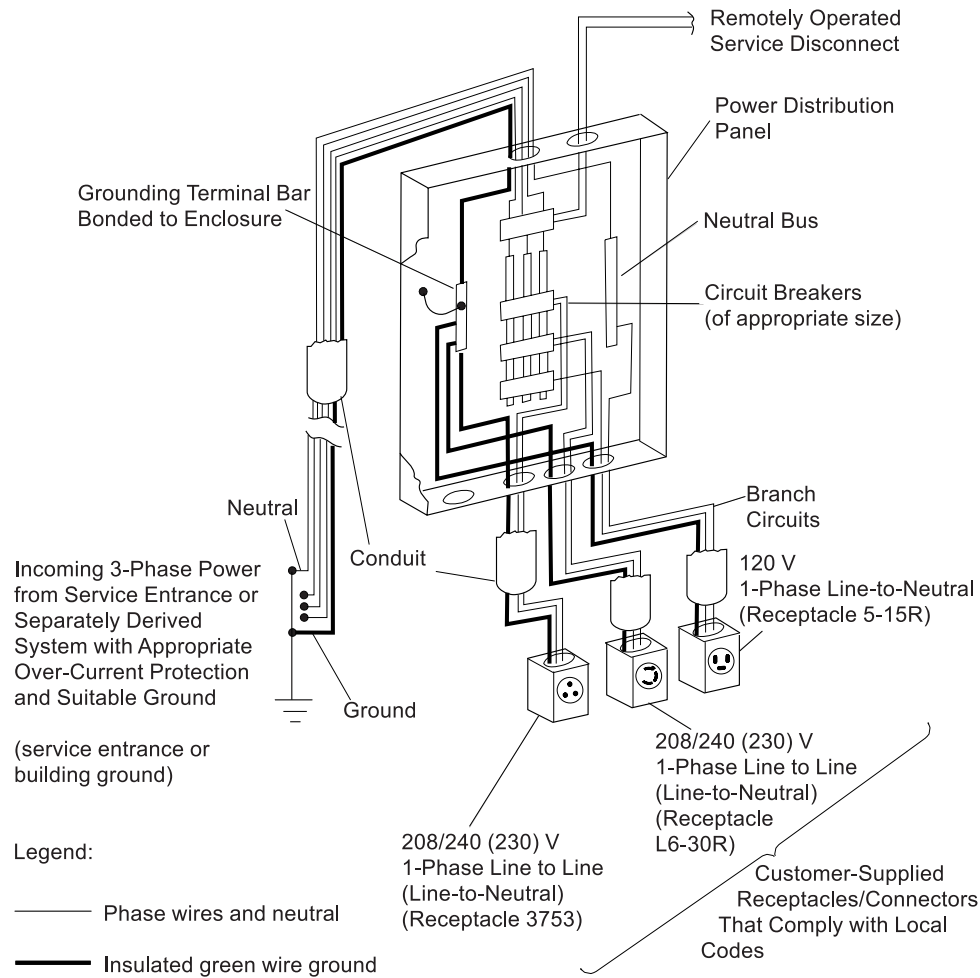 Remotely Operated
Service Disconnect
Power Distribution
Panel
Grounding Terminal Bar
Bonded to Enclosure
Neutral Bus
Circuit Breakers
(of appropriate size)
Neutral
Branch
Circuits
Conduit
120 V
1-Phase Line-to-Neutral
(Receptacle 5-15R)
Incoming 3-Phase Power
from Service Entrance or
Separately Derived
System with Appropriate
Over-Current Protection
and Suitable Ground
Ground
(service entrance or
building ground)
208/240 (230) V
1-Phase Line to Line
(Line-to-Neutral)
(Receptacle
L6-30R)
208/240 (230) V
1-Phase Line to Line
(Line-to-Neutral)
(Receptacle 3753)
Customer-Supplied
Receptacles/Connectors
That Comply with Local
Codes
Legend:
Phase wires and neutral
Insulated green wire ground